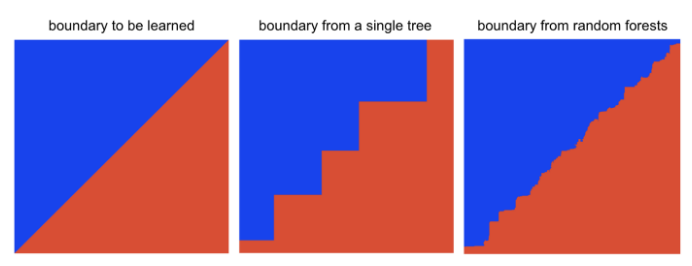 boundary to be learned
boundary from a single tree
boundary from random forests